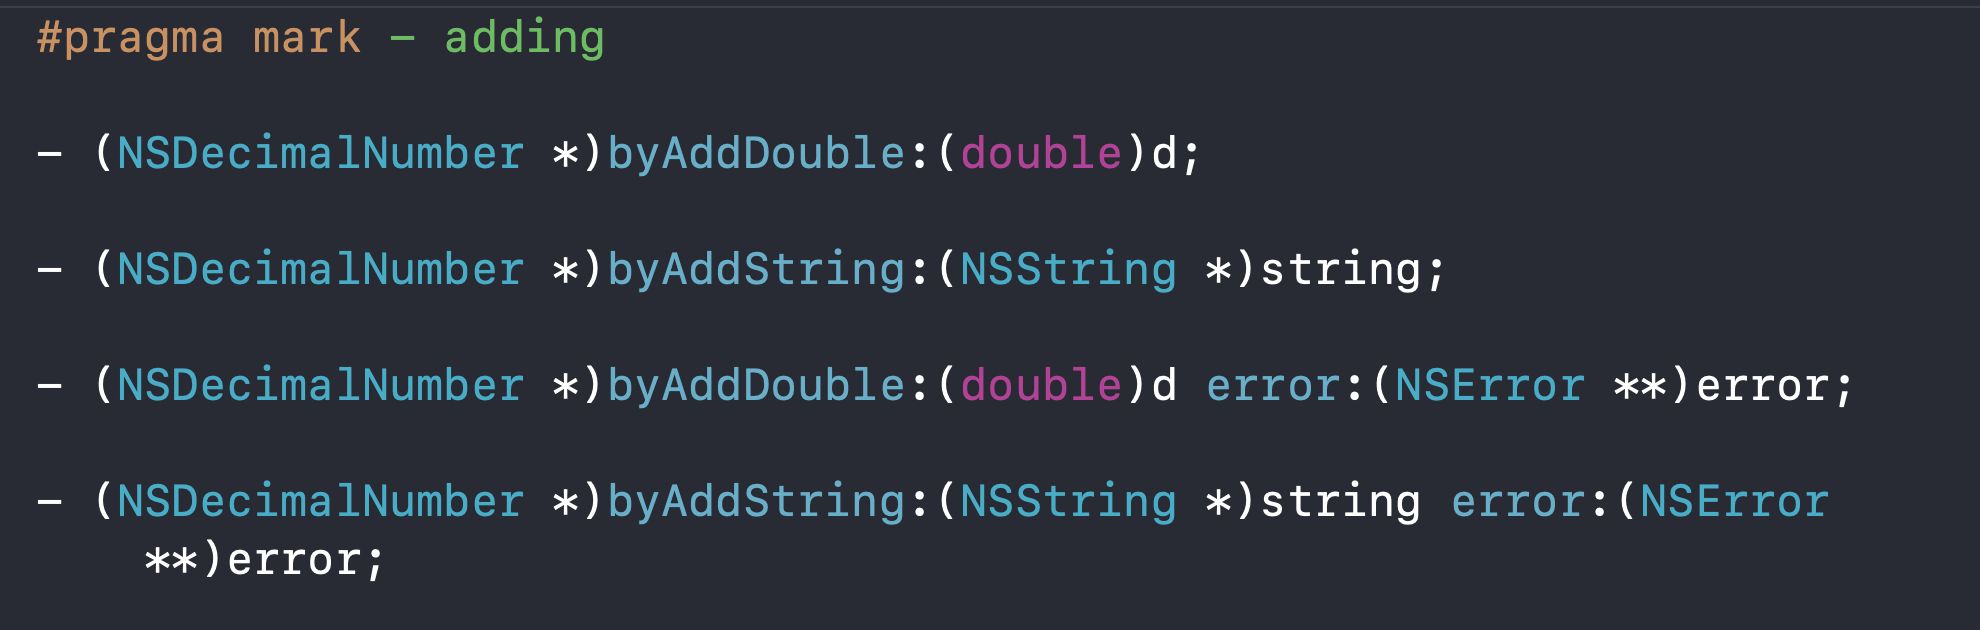 #pragma mark - adding
- (NSDecimalNumber *)byAddDouble:(double)d;
- (NSDecimalNumber *)byAddString:(NSString *)string;
- (NSDecimalNumber *)byAddDouble:(double)d error:(NSError **)error;
- (NSDecimalNumber *)byAddString:(NSString *)string error:(NSError
**)error;